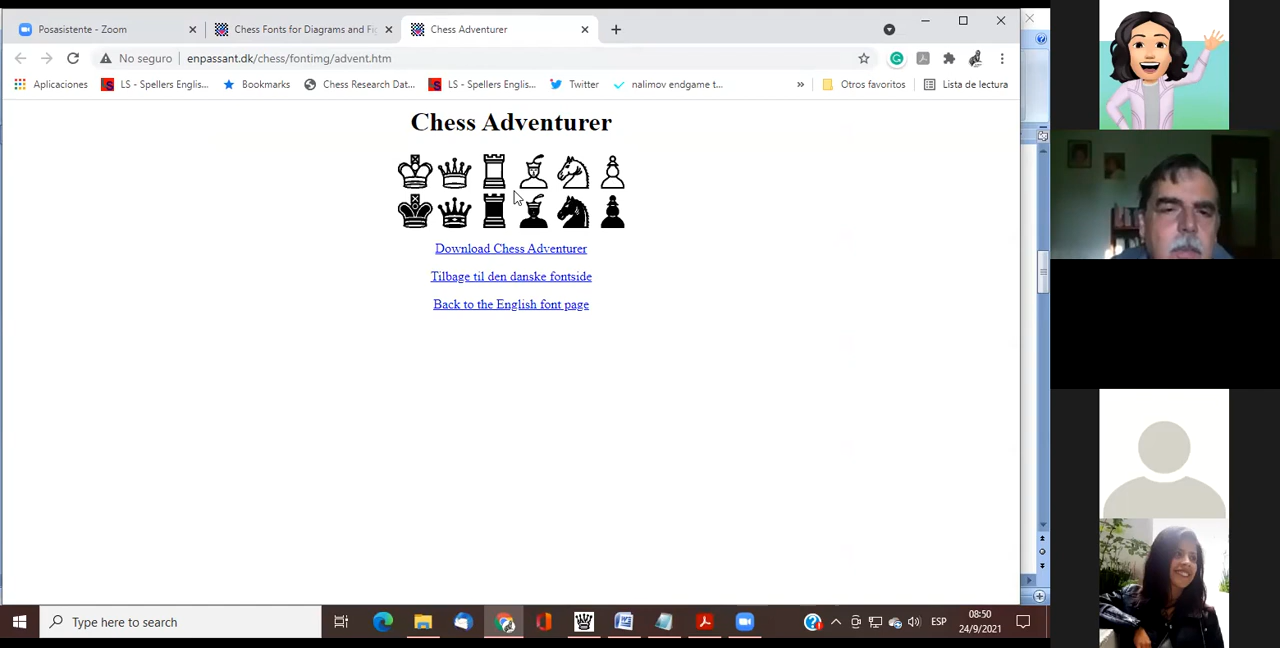 Posasistente - Zoom
Chess Fonts for Diagrams and Fig
Chess Adventurer
No seguro
enpassant.dk/chess/fontimg/advent.htm
Aplicaciones
LS - Spellers Englis...
Bookmarks
Chess Research Dat...
LS - Spellers Englis...
Twitter
nalimov endgame t...
»
Otros favoritos
Lista de lectura
Chess Adventurer
Download Chess Adventurer
Tilbage til den danske fontside
Back to the English font page
Type here to search
ESP
08:50
24/9/2021